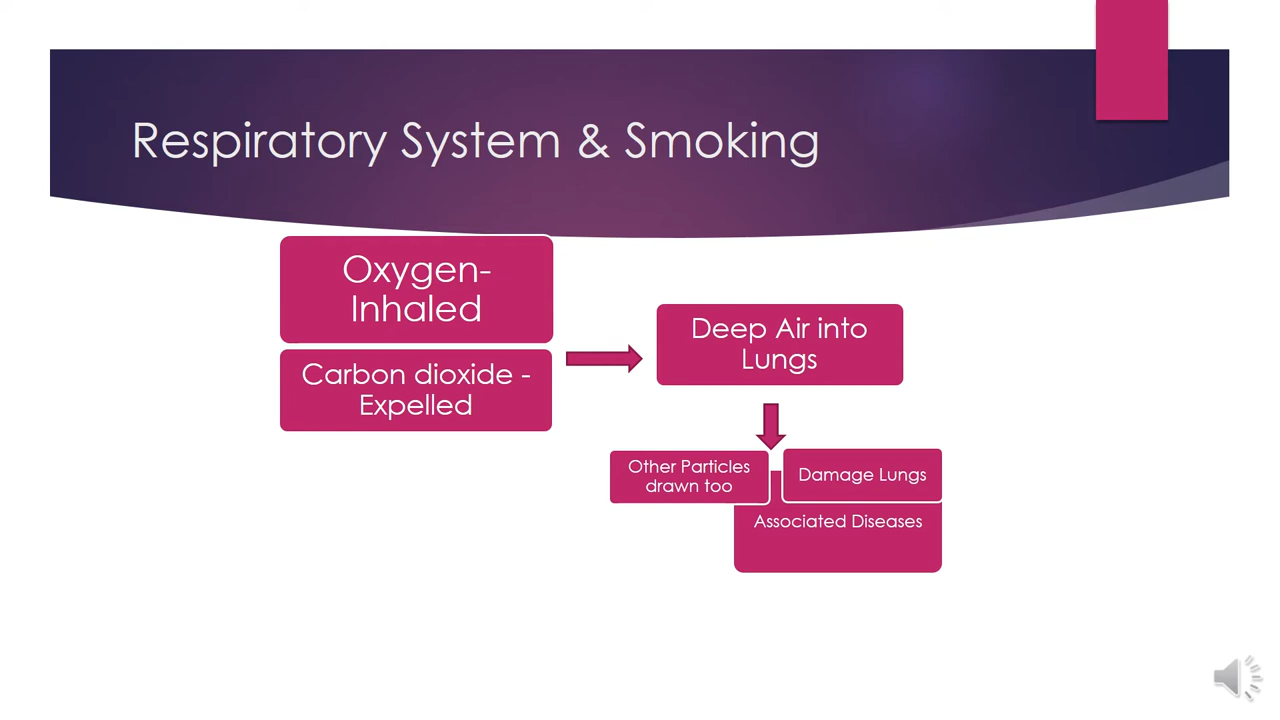 Respiratory System & Smoking
Oxygen-
Inhaled
Carbon dioxide -
Expelled
Deep Air into
Lungs
Other Particles
drawn too
Damage Lungs
Associated Diseases